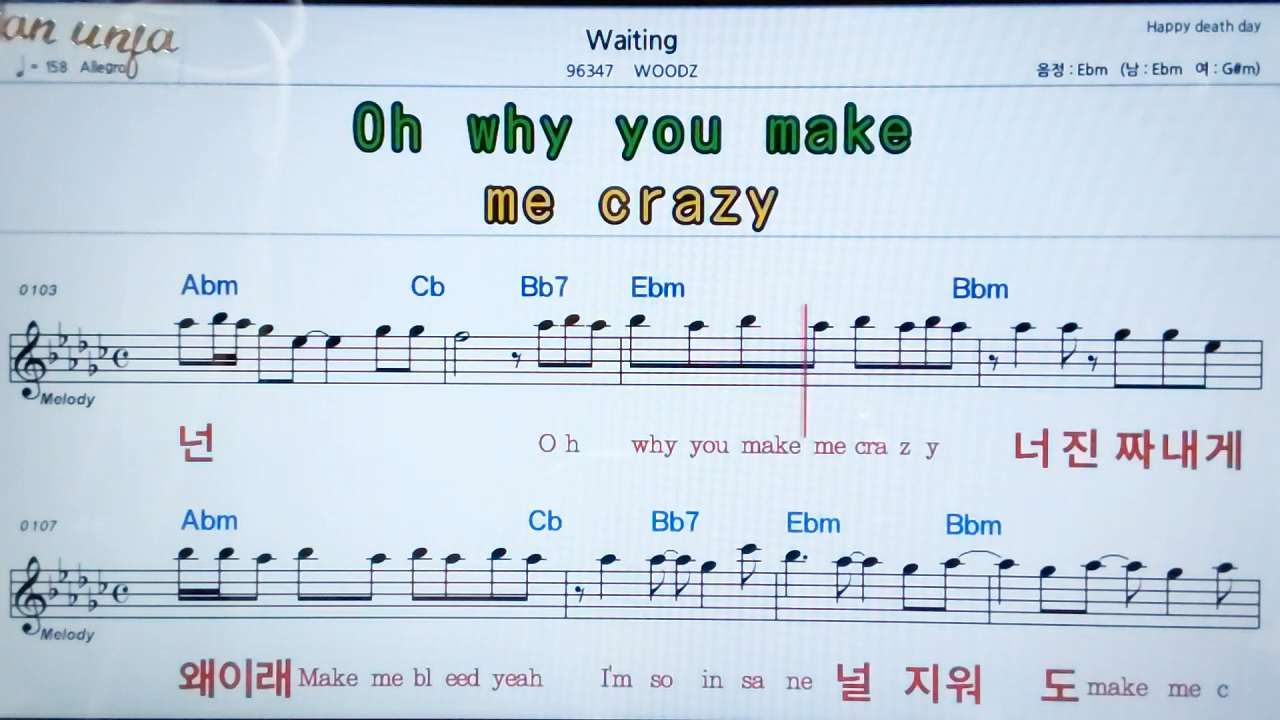 Waiting
Happy death day
♩= 158 Allegro
96347 WOODZ
음정 : Ebm (남 : Ebm 여 : G#m)
Oh why you make
me crazy
0103 Abm Cb Bb7 Ebm Bbm
Melody
넌 Oh why you make me cra z y 너 진 짜 내 게
0107 Abm Cb Bb7 Ebm Bbm
Melody
왜이래 Make me bl eed yeah I'm so in sa ne 널 지워 도 make me c